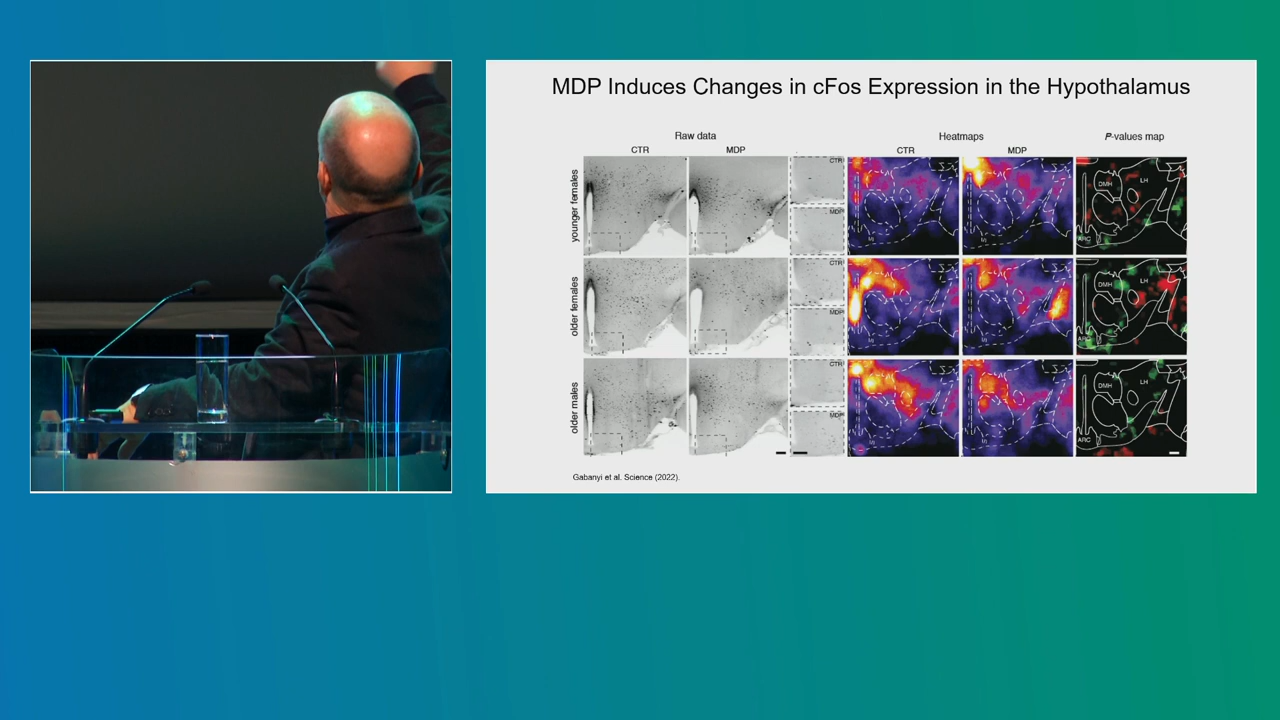 MDP Induces Changes in cFos Expression in the Hypothalamus
Raw data
Heatmaps
P-values map
CTR
MDP
CTR
MDP
younger females
CTR
MDP
DMH
LH
ARC
older females
CTR
MDP
DMH
LH
ARC
older males
CTR
MDP
DMH
LH
ARC
Gabanyi et al. Science (2022).